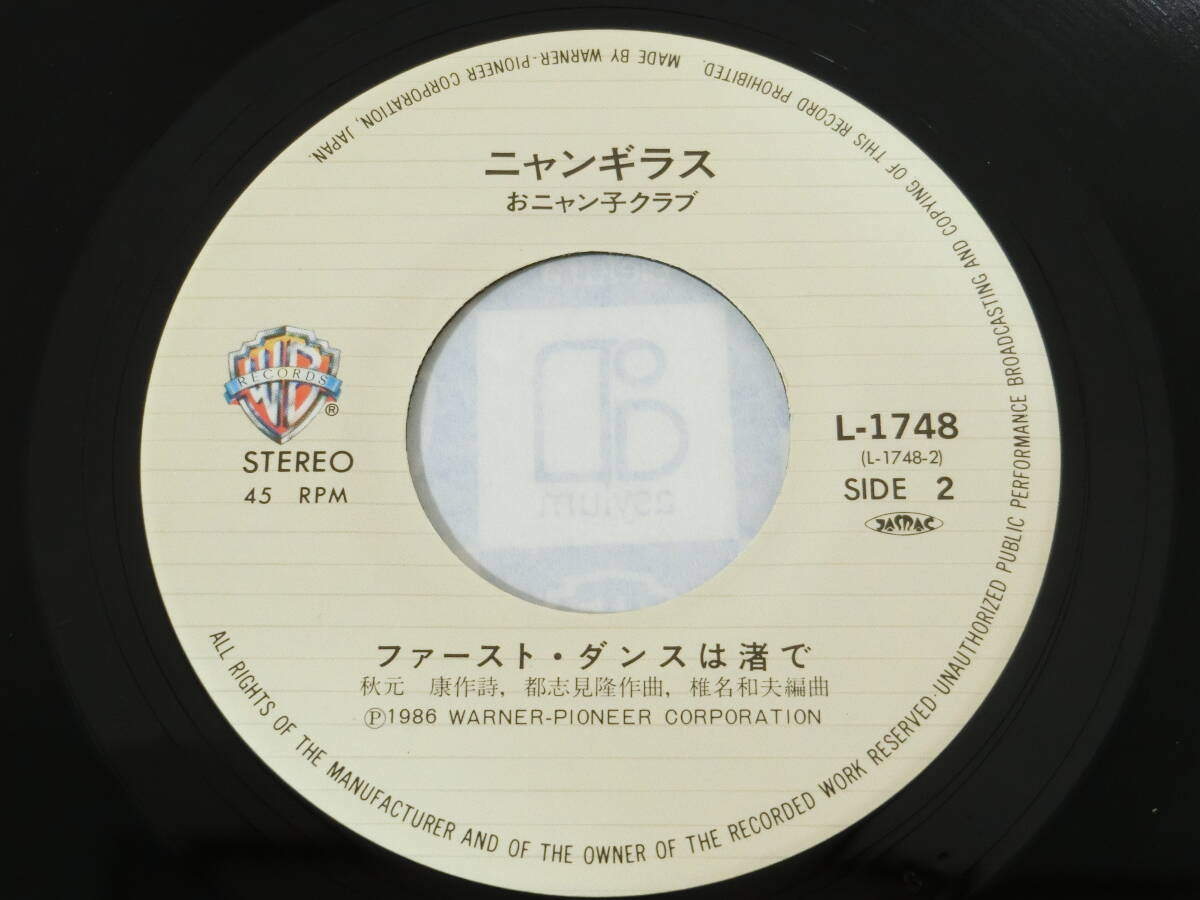 ニャンギラス
おニャン子クラブ
WB
RECORDS
®
STEREO
45 RPM
L-1748
(L-1748-2)
SIDE 2
JASRAC
asylum
ファースト・ダンスは渚で
秋元 康作詩, 都志見隆作曲, 椎名和夫編曲
Ⓟ1986 WARNER-PIONEER CORPORATION
ALL RIGHTS OF THE MANUFACTURER AND OF THE OWNER OF THE RECORDED WORK RESERVED·UNAUTHORIZED PUBLIC PERFORMANCE BROADCASTING AND COPYING OF THIS RECORD PROHIBITED. MADE BY WARNER-PIONEER CORPORATION, JAPAN.